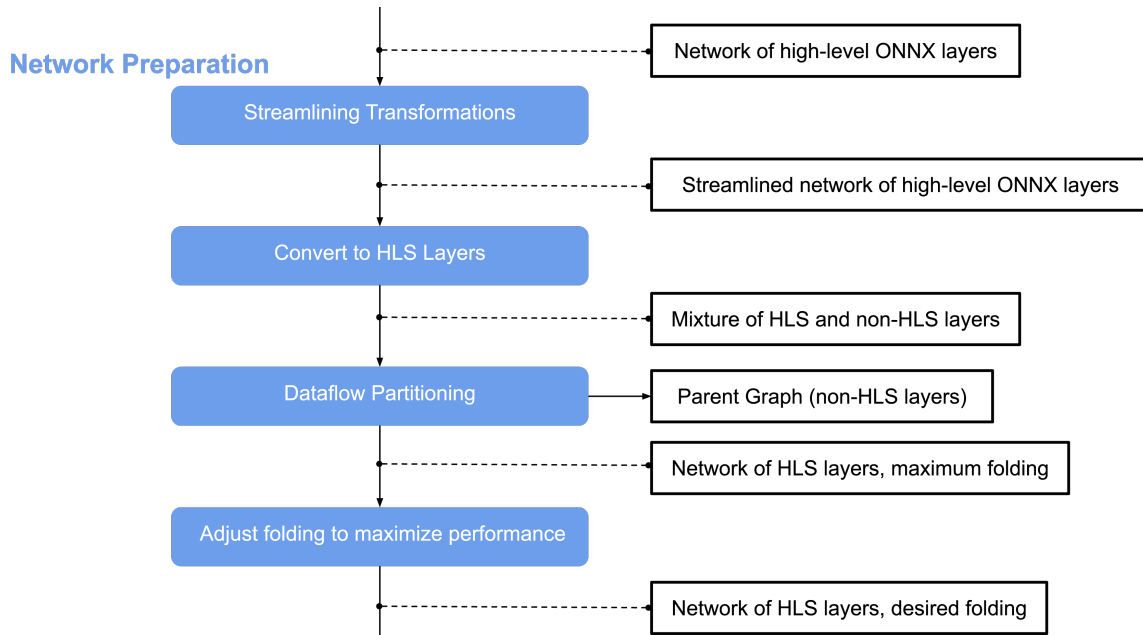 Network of high-level ONNX layers
Network Preparation
Streamlining Transformations
Streamlined network of high-level ONNX layers
Convert to HLS Layers
Mixture of HLS and non-HLS layers
Dataflow Partitioning
Parent Graph (non-HLS layers)
Network of HLS layers, maximum folding
Adjust folding to maximize performance
Network of HLS layers, desired folding